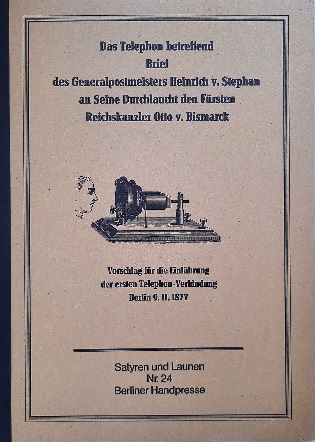 Das Telephon betreffend
Brief
des Generalpostmeisters Heinrich v. Stephan
an Seine Durchlaucht den Fürsten
Reichskanzler Otto v. Bismarck
Vorschlag für die Einführung
der ersten Telephon-Verbindung
Berlin 9. 11. 1877
Satyren und Launen
Nr. 24
Berliner Handpresse